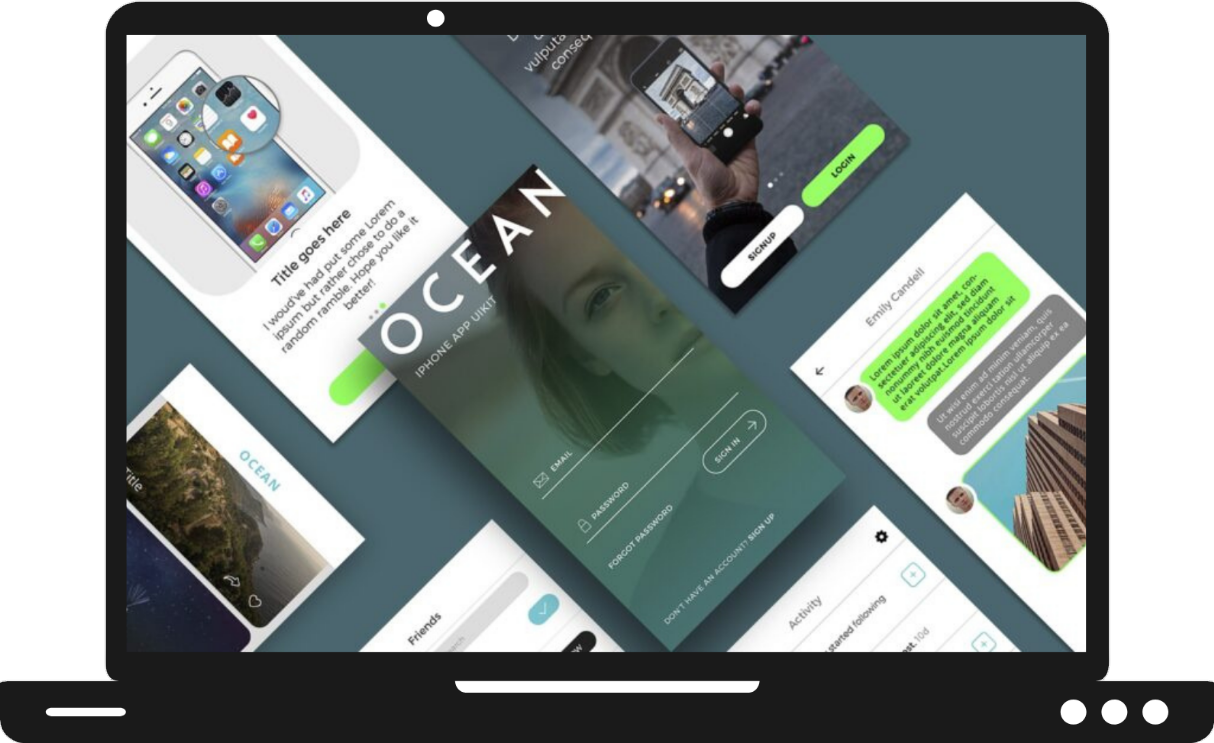 Title goes here
I would've had put some Lorem
ipsum but rather chose to do a
random ramble. Hope you like it
better!
vulputa
conseq
LOGIN
SIGNUP
OCEAN
IPHONE APP UIKIT
EMAIL
PASSWORD
SIGN IN
FORGOT PASSWORD
DON'T HAVE AN ACCOUNT? SIGN UP
Emily Candell
Lorem ipsum dolor sit amet, con-
sectetuer adipiscing elit, sed diam
nonummy nibh euismod tincidunt
ut laoreet dolore magna aliquam
erat volutpat.Lorem ipsum dolor sit
Ut wisi enim ad minim veniam, quis
nostrud exerci tation ullamcorper
suscipit lobortis nisl ut aliquip ex ea
commodo consequat.
OCEAN
Friends
Activity
started following
10d